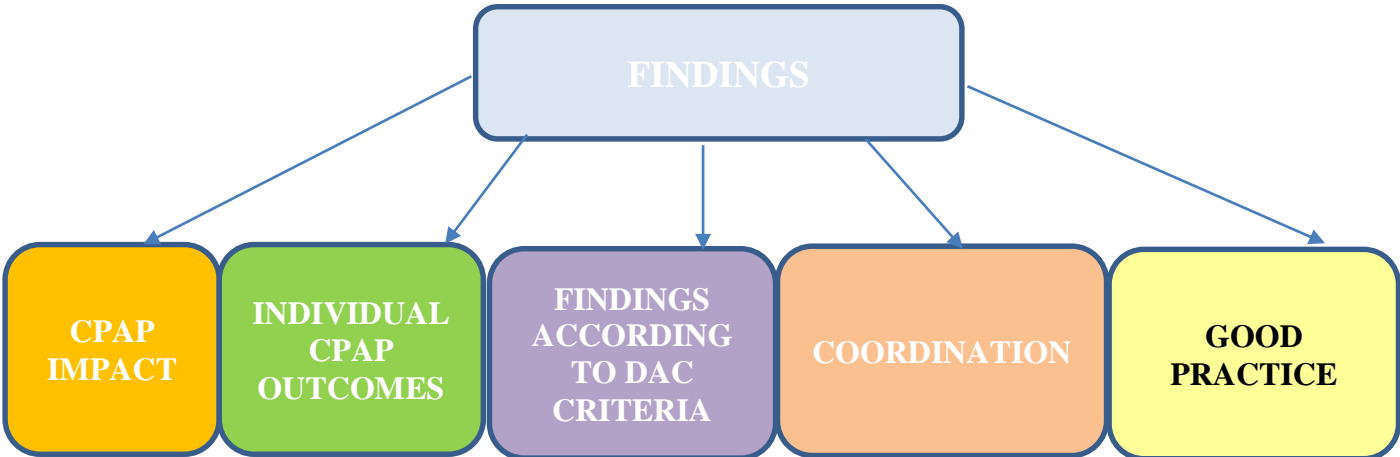 FINDINGS
CPAP
IMPACT
INDIVIDUAL
CPAP
OUTCOMES
FINDINGS
ACCORDING
TO DAC
CRITERIA
COORDINATION
GOOD
PRACTICE